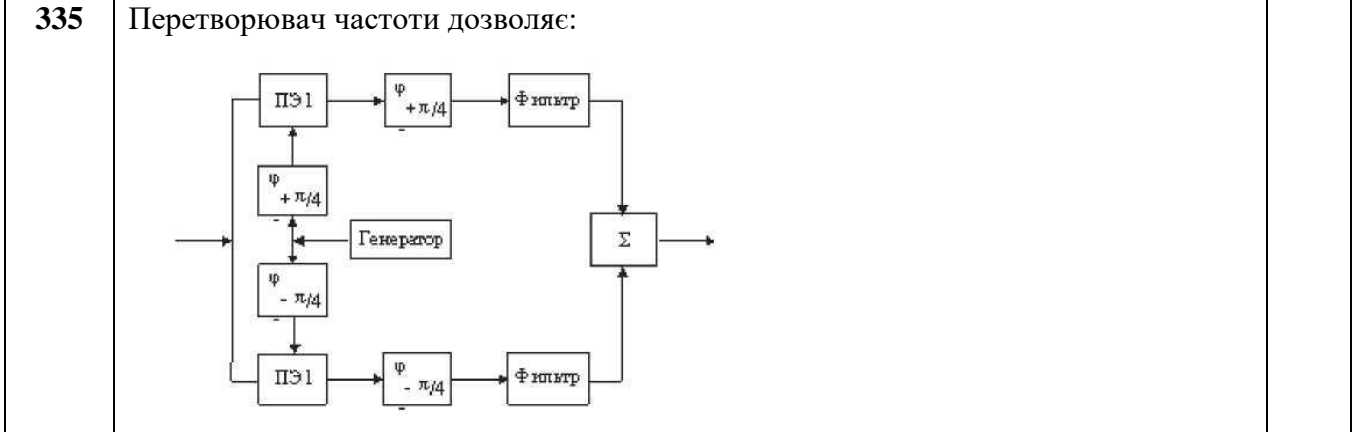 335 Перетворювач частоти дозволяє:
ПЭ1
φ
+π/4
Фильтр
φ
+π/4
Генератор
Σ
φ
- π/4
ПЭ1
φ
- π/4
Фильтр